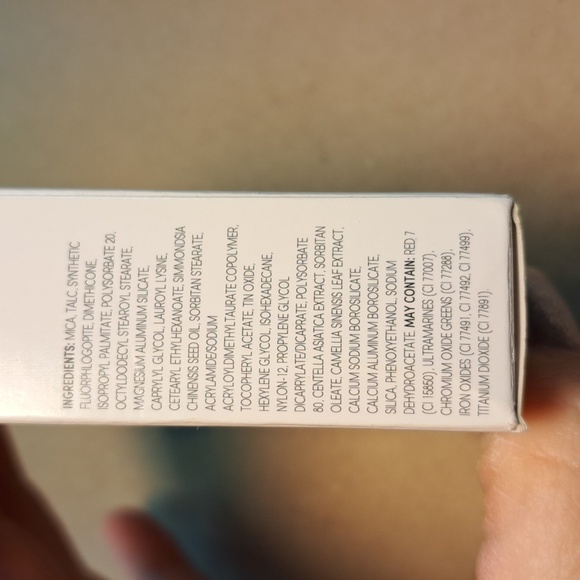 INGREDIENTS: MICA, TALC, SYNTHETIC
FLUORPHLOGOPITE, DIMETHICONE,
ISOPROPYL PALMITATE, POLYSORBATE 20,
OCTYLDODECYL STEAROYL STEARATE,
MAGNESIUM ALUMINUM SILICATE,
CAPRYLYL GLYCOL, LAUROYL LYSINE,
CETEARYL ETHYLHEXANOATE, SIMMONDSIA
CHINENSIS SEED OIL, SORBITAN STEARATE,
ACRYLAMIDE/SODIUM
ACRYLOYLDIMETHYLTAURATE COPOLYMER,
TOCOPHERYL ACETATE, TIN OXIDE,
HEXYLENE GLYCOL, ISOHEXADECANE,
NYLON-12, PROPYLENE GLYCOL
DICAPRYLATE/DICAPRATE, POLYSORBATE
80, CENTELLA ASIATICA EXTRACT, SORBITAN
OLEATE, CAMELLIA SINENSIS LEAF EXTRACT,
CALCIUM SODIUM BOROSILICATE,
CALCIUM ALUMINUM BOROSILICATE,
SILICA, PHENOXYETHANOL, SODIUM
DEHYDROACETATE. MAY CONTAIN: RED 7
(CI 15850), ULTRAMARINES (CI 77007),
CHROMIUM OXIDE GREENS (CI 77288),
IRON OXIDES (CI 77491, CI 77492, CI 77499),
TITANIUM DIOXIDE (CI 77891).